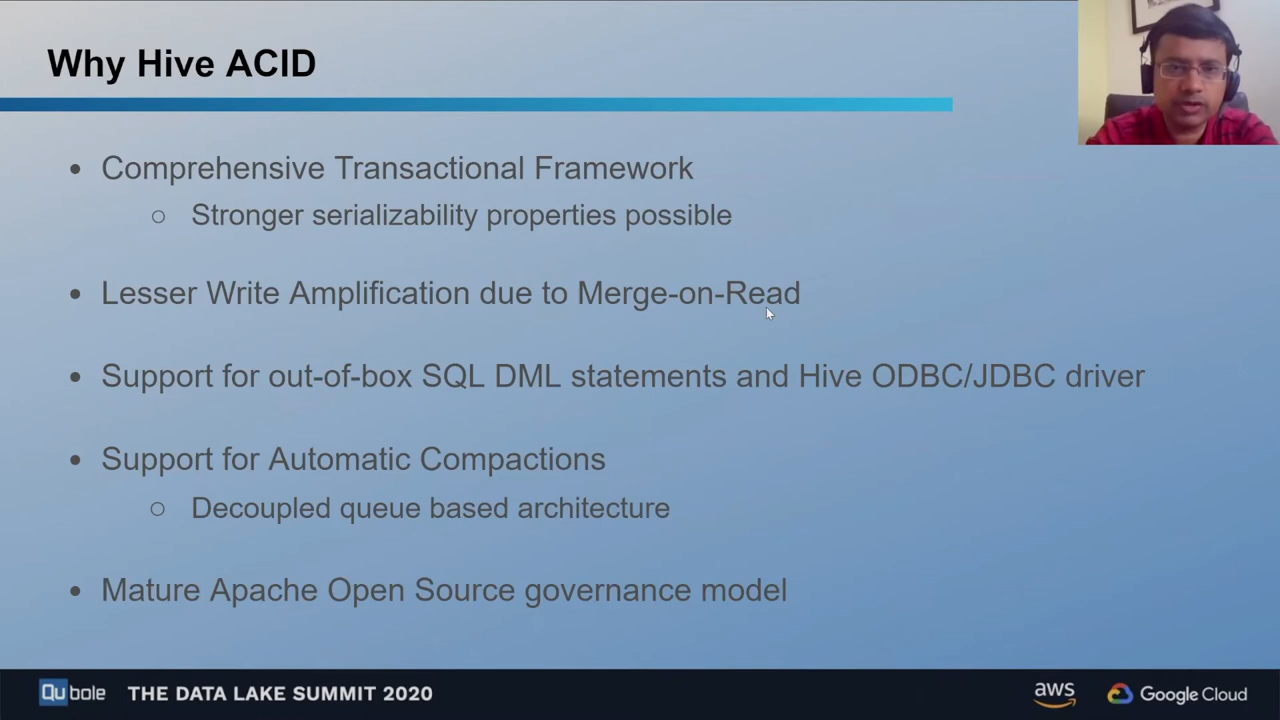 Why Hive ACID
• Comprehensive Transactional Framework
○ Stronger serializability properties possible
• Lesser Write Amplification due to Merge-on-Read
• Support for out-of-box SQL DML statements and Hive ODBC/JDBC driver
• Support for Automatic Compactions
○ Decoupled queue based architecture
• Mature Apache Open Source governance model
Qubole THE DATA LAKE SUMMIT 2020 aws Google Cloud